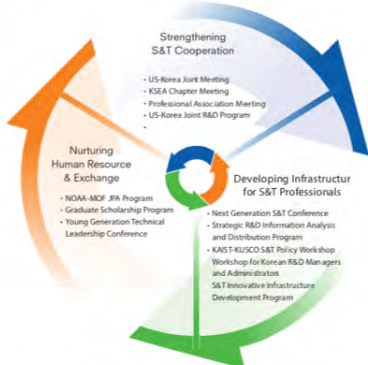 Strengthening
S&T Cooperation
• US-Korea Joint Meeting
• KSEA Chapter Meeting
• Professional Association Meeting
• US-Korea Joint R&D Program
•
Nurturing
Human Resource
& Exchange
• NOAA-MOF JPA Program
• Graduate Scholarship Program
• Young Generation Technical
Leadership Conference
Developing Infrastructur
for S&T Professionals
• Next Generation S&T Conference
• Strategic R&D Information Analysis
and Distribution Program
• KAIST-KUSCO S&T Policy Workshop
Workshop for Korean R&D Managers
and Administrators
S&T Innovative Infrastructure
Development Program